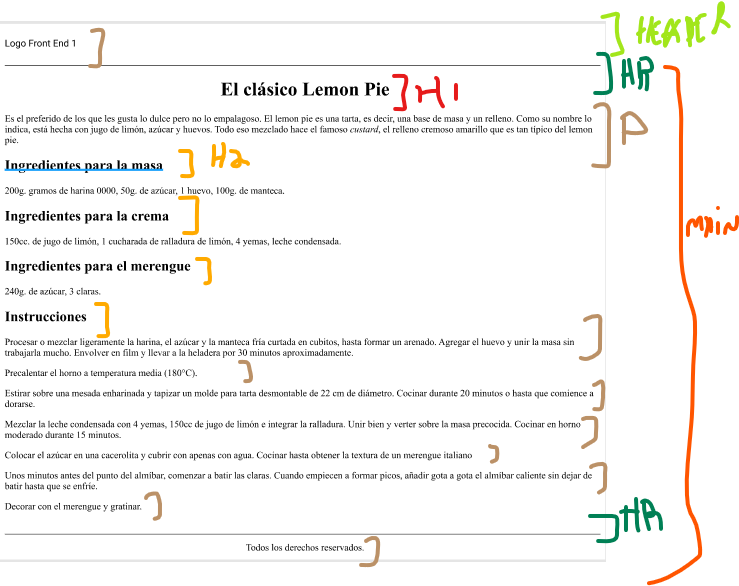 Logo Front End 1
HEADER
HR
El clásico Lemon Pie
H1
Es el preferido de los que les gusta lo dulce pero no lo empalagoso. El lemon pie es una tarta, es decir, una base de masa y un relleno. Como su nombre lo
indica, está hecha con jugo de limón, azúcar y huevos. Todo eso mezclado hace el famoso custard, el relleno cremoso amarillo que es tan típico del lemon
pie.
P
Ingredientes para la masa
H2
200g. gramos de harina 0000, 50g. de azúcar, 1 huevo, 100g. de manteca.
Ingredientes para la crema
MAIN
150cc. de jugo de limón, 1 cucharada de ralladura de limón, 4 yemas, leche condensada.
Ingredientes para el merengue
240g. de azúcar, 3 claras.
Instrucciones
Procesar o mezclar ligeramente la harina, el azúcar y la manteca fría curtada en cubitos, hasta formar un arenado. Agregar el huevo y unir la masa sin
trabajarla mucho. Envolver en film y llevar a la heladera por 30 minutos aproximadamente.
Precalentar el horno a temperatura media (180°C).
Estirar sobre una mesada enharinada y tapizar un molde para tarta desmontable de 22 cm de diámetro. Cocinar durante 20 minutos o hasta que comience a
dorarse.
Mezclar la leche condensada con 4 yemas, 150cc de jugo de limón e integrar la ralladura. Unir bien y verter sobre la masa precocida. Cocinar en horno
moderado durante 15 minutos.
Colocar el azúcar en una cacerolita y cubrir con apenas con agua. Cocinar hasta obtener la textura de un merengue italiano
Unos minutos antes del punto del almíbar, comenzar a batir las claras. Cuando empiecen a formar picos, añadir gota a gota el almíbar caliente sin dejar de
batir hasta que se enfríe.
Decorar con el merengue y gratinar.
HR
Todos los derechos reservados.